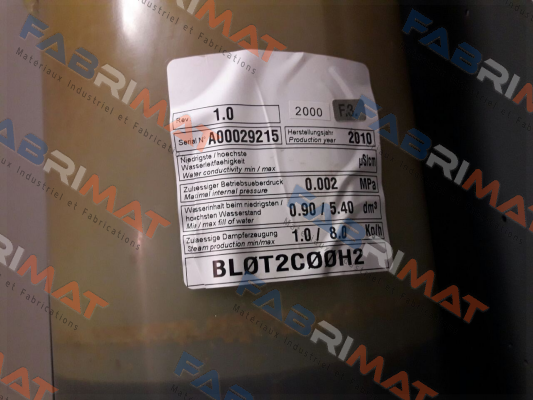 FABRIMAT
Materiaux Industriel et Fabrications
Rev 1.0 2000 F.3.
Serial N° A00029215 Herstellungsjahr
Production year 2010
Niedrigste / hoechste
Wasserleitfaehigkeit
Water conductivity min / max µS/cm
Zulaessiger Betriebsueberdruck
Maximal internal pressure 0.002 MPa
Wasserinhalt beim niedrigsten /
höchsten Wasserstand
Min / max fill of water 0.90 / 5.40 dm³
Zulaessige Dampferzeugung
Steam production min/max 1.0 / 8.0 Kg/h
BLØT2CØØH2